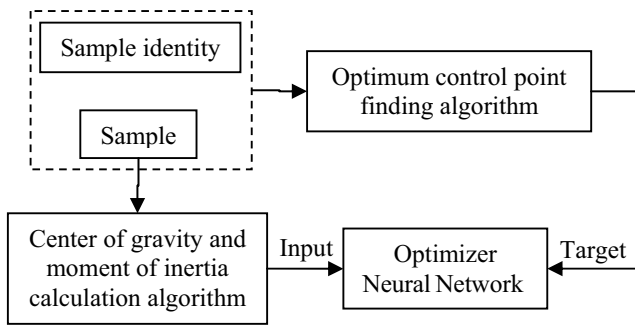 Sample identity
Optimum control point
finding algorithm
Sample
Center of gravity and
moment of inertia
calculation algorithm
Input
Optimizer
Neural Network
Target